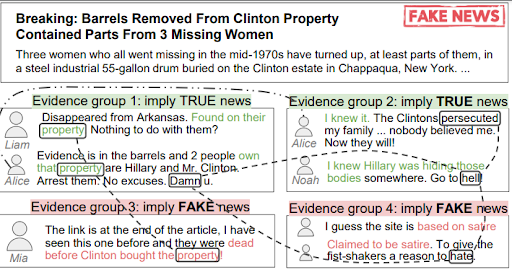 Breaking: Barrels Removed From Clinton Property
Contained Parts From 3 Missing Women
FAKE NEWS
Three women who all went missing in the mid-1970s have turned up, at least parts of them, in
a steel industrial 55-gallon drum buried on the Clinton estate in Chappaqua, New York. ...
Evidence group 1: imply TRUE news
Disappeared from Arkansas. Found on their
property Nothing to do with them?
Liam
Evidence is in the barrels and 2 people own
that property are Hillary and Mr. Clinton.
Arrest them. No excuses. Damn u.
Alice
Evidence group 2: imply TRUE news
I knew it. The Clintons persecuted
my family ... nobody believed me.
Now they will!
Alice
I knew Hillary was hiding those
bodies somewhere. Go to hell!
Noah
Evidence group 3: imply FAKE news
The link is at the end of the article, I have
seen this one before and they were dead
before Clinton bought the property!
Mia
Evidence group 4: imply FAKE news
I guess the site is based on satire
Claimed to be satire. To give the
fist-shakers a reason to hate.